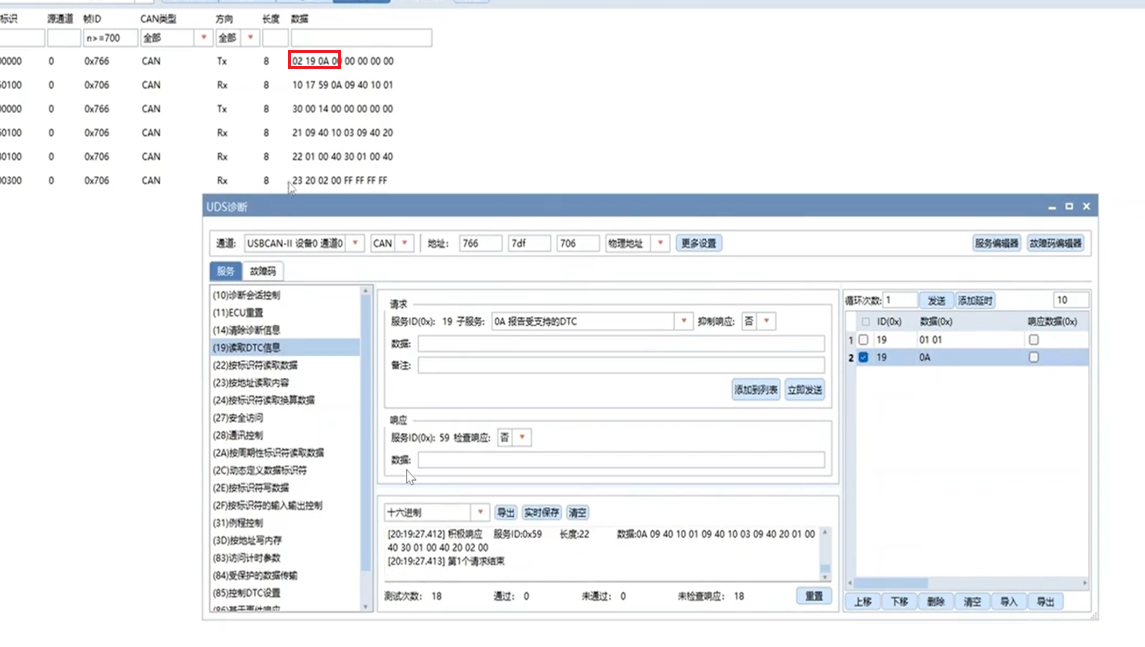 标识 源通道 帧ID CAN类型 方向 长度 数据
n>=700 全部 全部
00000 0 0x766 CAN Tx 8 02 19 0A 00 00 00 00 00
0100 0 0x706 CAN Rx 8 10 17 59 0A 09 40 10 01
00000 0 0x766 CAN Tx 8 30 00 14 00 00 00 00 00
0100 0 0x706 CAN Rx 8 21 09 40 10 03 09 40 20
0100 0 0x706 CAN Rx 8 22 01 00 40 30 01 00 40
00300 0 0x706 CAN Rx 8 23 20 02 00 FF FF FF FF
UDS诊断
通道: USBCAN-II 设备0 通道0 CAN 地址: 766 7df 706 物理地址 更多设置 服务编辑器 故障码编辑器
服务 故障码
(10)诊断会话控制
(11)ECU重置
(14)清除诊断信息
(19)读取DTC信息
(22)按标识符读取数据
(23)按地址读取内容
(24)按标识符读取换算数据
(27)安全访问
(28)通讯控制
(2A)按周期性标识符读取数据
(2C)动态定义数据标识符
(2E)按标识符写数据
(2F)按标识符的输入输出控制
(31)例程控制
(3D)按地址写内存
(83)访问计时参数
(84)受保护的数据传输
(85)控制DTC设置
(86)基于事件响应
请求
服务ID(0x): 19 子服务: 0A 报告受支持的DTC 抑制响应: 否
数据:
备注:
添加到列表 立即发送
响应
服务ID(0x): 59 检查响应: 否
数据:
十六进制 导出 实时保存 清空
[20:19:27.412] 积极响应 服务ID:0x59 长度:22 数据:0A 09 40 10 01 09 40 10 03 09 40 20 01 00
40 30 01 00 40 20 02 00
[20:19:27.413] 第1个请求结束
测试次数: 18 通过: 0 未通过: 0 未检查响应: 18 重置
循环次数: 1 发送 添加延时 10
ID(0x) 数据(0x) 响应数据(0x)
1 19 01 01
2 19 0A
上移 下移 删除 清空 导入 导出